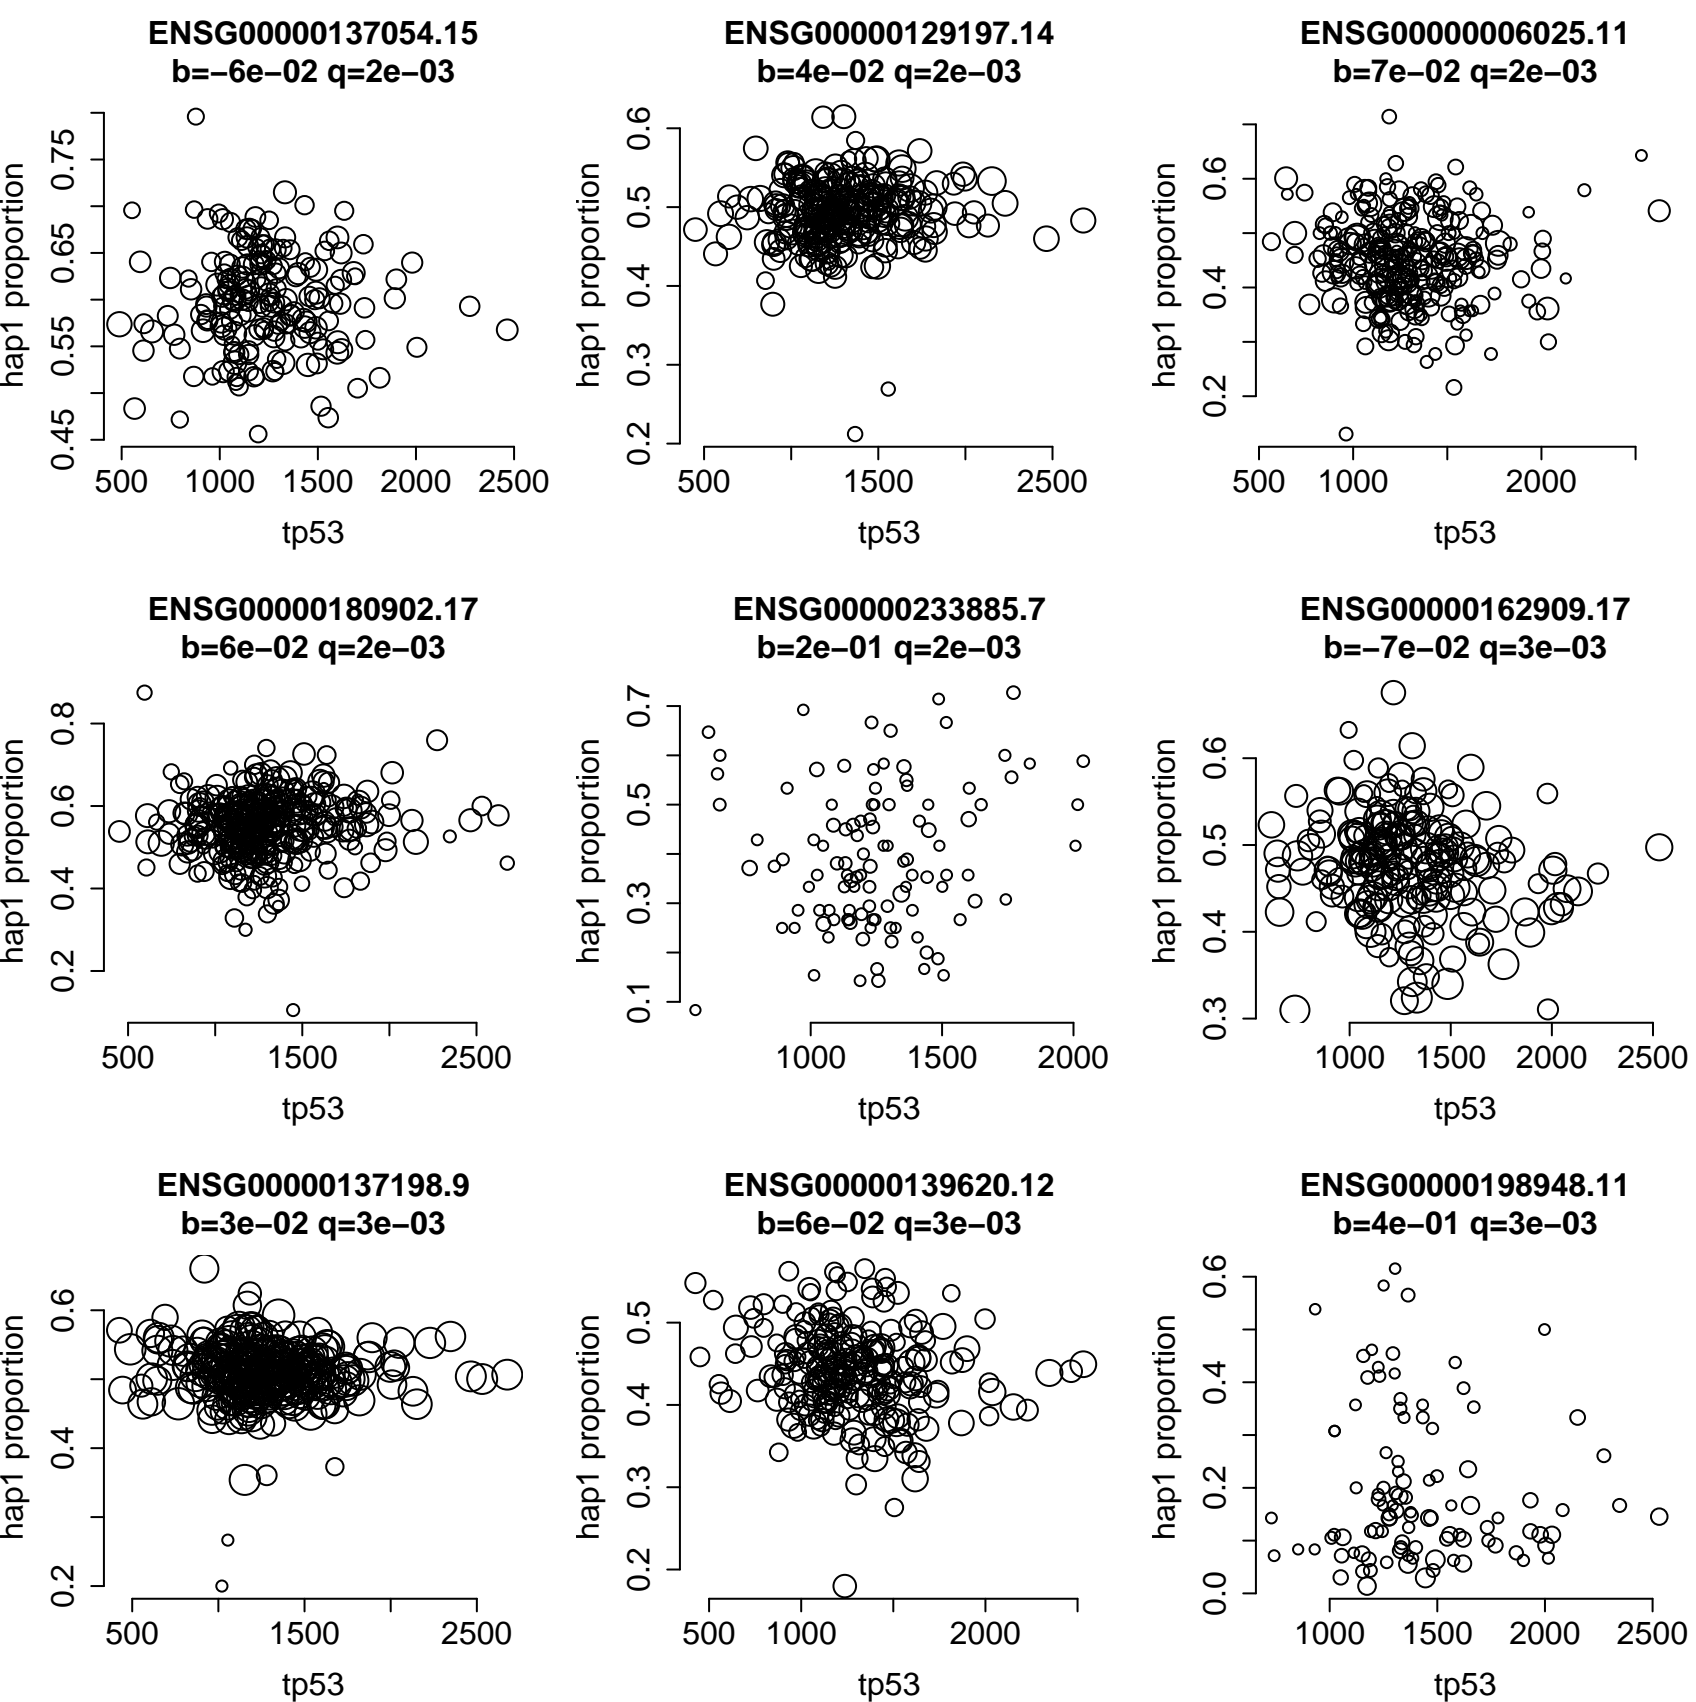 ENSG00000137054.15
b=−6e−02 q=2e−03
hap1 proportion
0.45 0.55 0.65 0.75
500 1000 1500 2000 2500
tp53
ENSG00000129197.14
b=4e−02 q=2e−03
hap1 proportion
0.2 0.3 0.4 0.5 0.6
500 1500 2500
tp53
ENSG00000006025.11
b=7e−02 q=2e−03
hap1 proportion
0.2 0.4 0.6
500 1000 2000
tp53
ENSG00000180902.17
b=6e−02 q=2e−03
hap1 proportion
0.2 0.4 0.6 0.8
500 1500 2500
tp53
ENSG00000233885.7
b=2e−01 q=2e−03
hap1 proportion
0.1 0.3 0.5 0.7
1000 1500 2000
tp53
ENSG00000162909.17
b=−7e−02 q=3e−03
hap1 proportion
0.3 0.4 0.5 0.6
1000 1500 2000 2500
tp53
ENSG00000137198.9
b=3e−02 q=3e−03
hap1 proportion
0.2 0.4 0.6
500 1500 2500
tp53
ENSG00000139620.12
b=6e−02 q=3e−03
hap1 proportion
0.2 0.3 0.4 0.5
500 1000 2000
tp53
ENSG00000198948.11
b=4e−01 q=3e−03
hap1 proportion
0.0 0.2 0.4 0.6
1000 1500 2000 2500
tp53